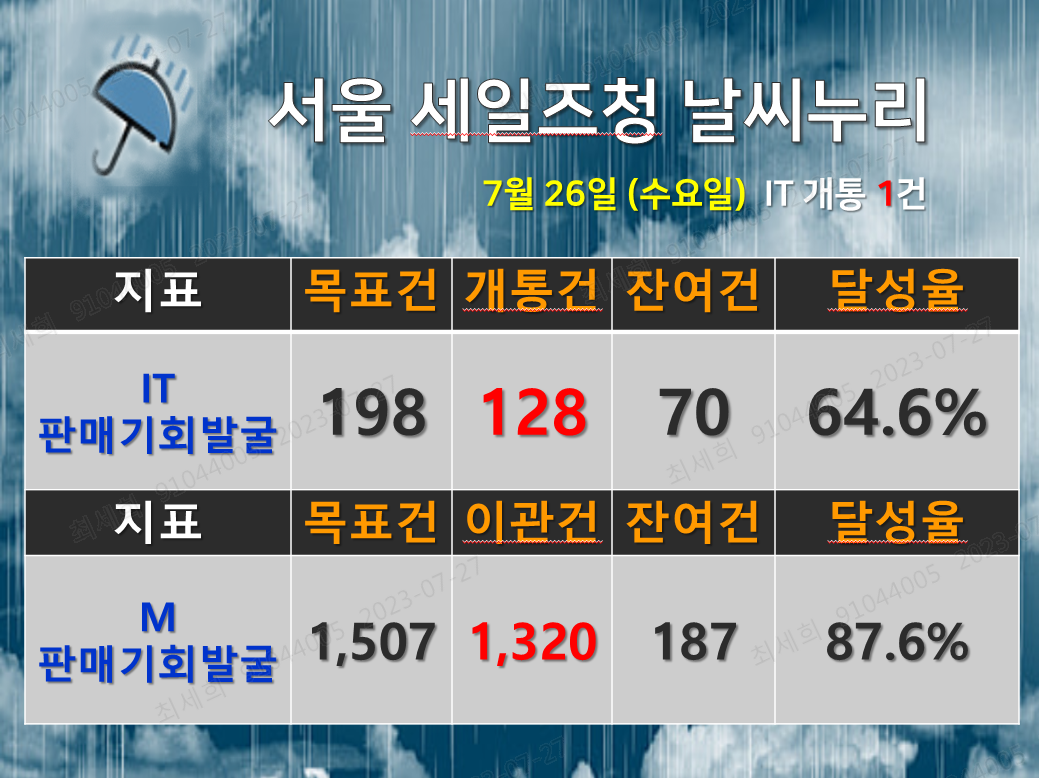 서울 세일즈청 날씨누리
7월 26일 (수요일) IT 개통 1건
지표 목표건 개통건 잔여건 달성율
IT
판매기회발굴 198 128 70 64.6%
지표 목표건 이관건 잔여건 달성율
M
판매기회발굴 1,507 1,320 187 87.6%
최세희 91044005 2023-07-27